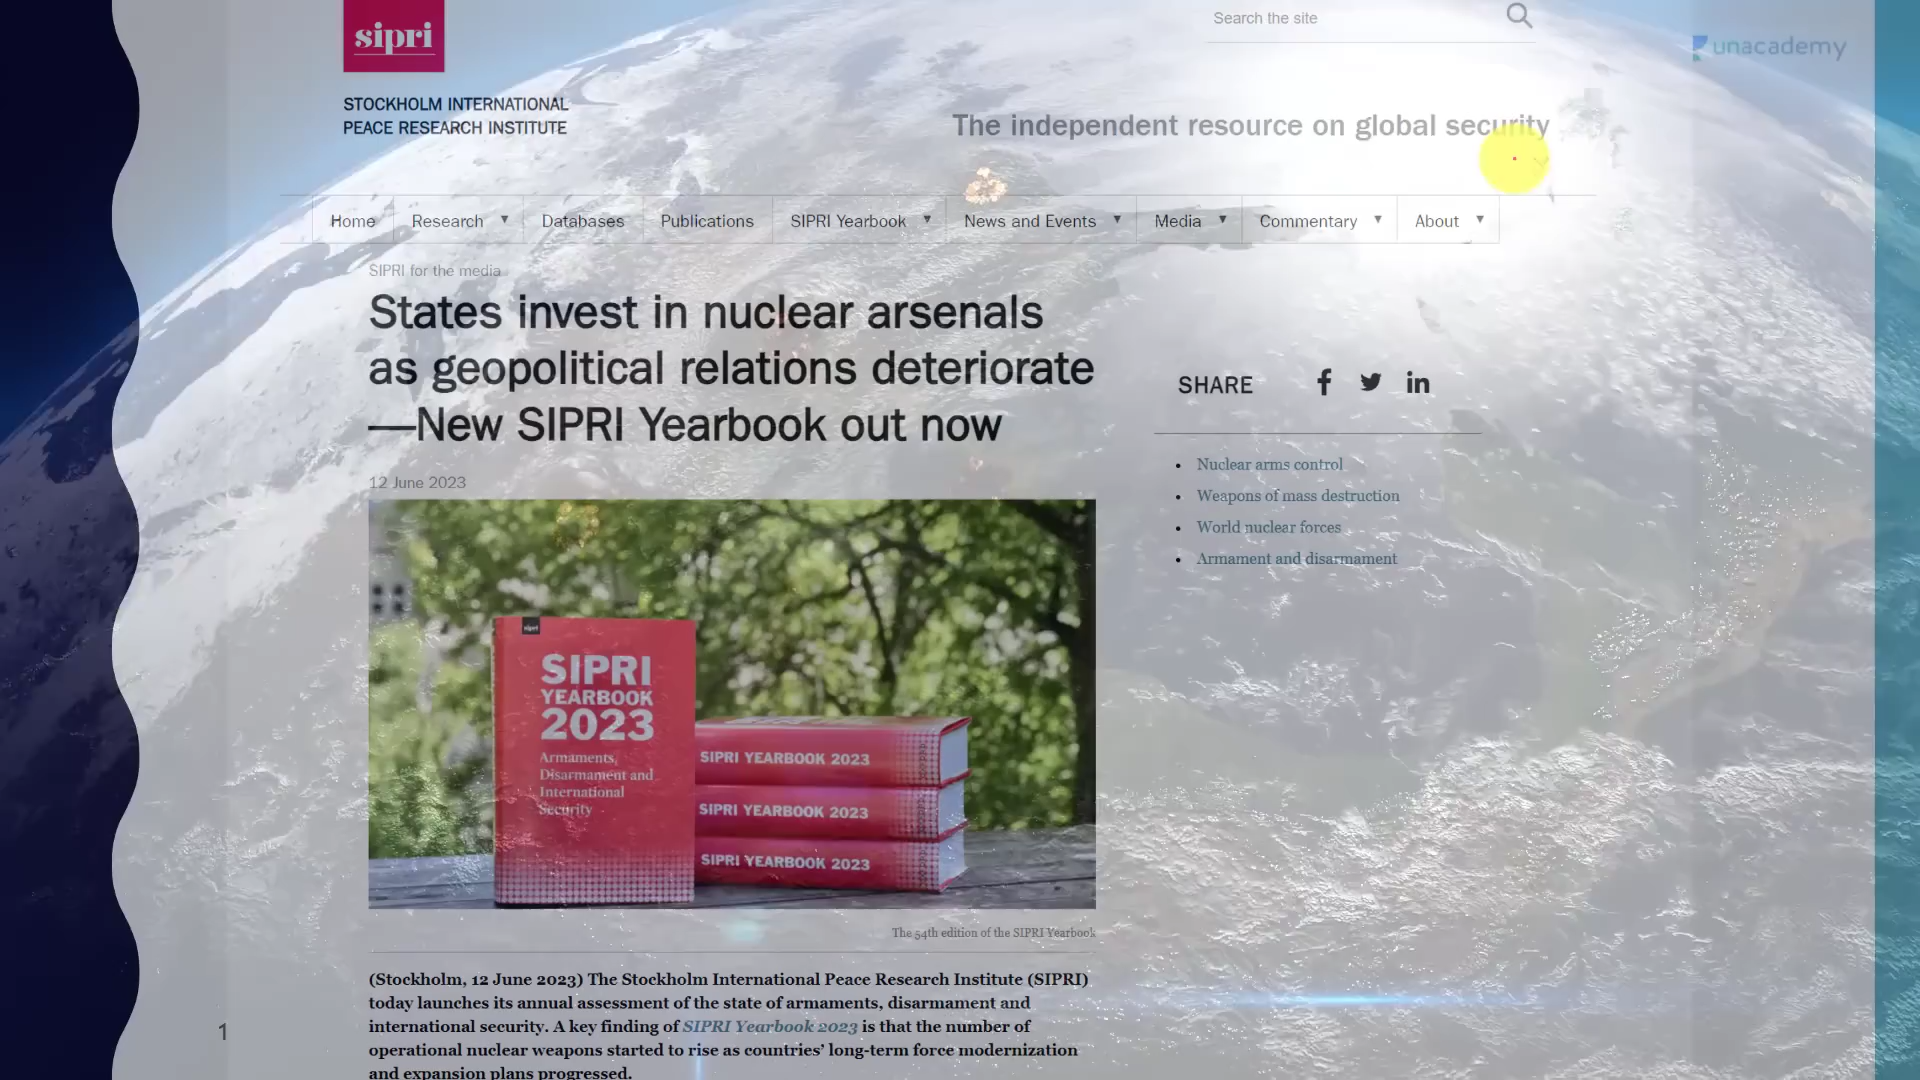 sipri
STOCKHOLM INTERNATIONAL
PEACE RESEARCH INSTITUTE
Search the site
unacademy
The independent resource on global security
Home Research Databases Publications SIPRI Yearbook News and Events Media Commentary About
SIPRI for the media
States invest in nuclear arsenals
as geopolitical relations deteriorate
—New SIPRI Yearbook out now
12 June 2023
SHARE
Nuclear arms control
Weapons of mass destruction
World nuclear forces
Armament and disarmament
sipri
SIPRI
YEARBOOK
2023
Armaments,
Disarmament and
International
Security
SIPRI YEARBOOK 2023
SIPRI YEARBOOK 2023
SIPRI YEARBOOK 2023
The 54th edition of the SIPRI Yearbook
(Stockholm, 12 June 2023) The Stockholm International Peace Research Institute (SIPRI)
today launches its annual assessment of the state of armaments, disarmament and
international security. A key finding of SIPRI Yearbook 2023 is that the number of
operational nuclear weapons started to rise as countries’ long-term force modernization
and expansion plans progressed.
1